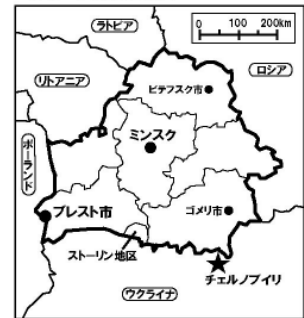 ラトビア
0 100 200km
リトアニア
ロシア
ビテフスク市
ミンスク
ポーランド
ブレスト市
ゴメリ市
ストーリン地区
チェルノブイリ
ウクライナ